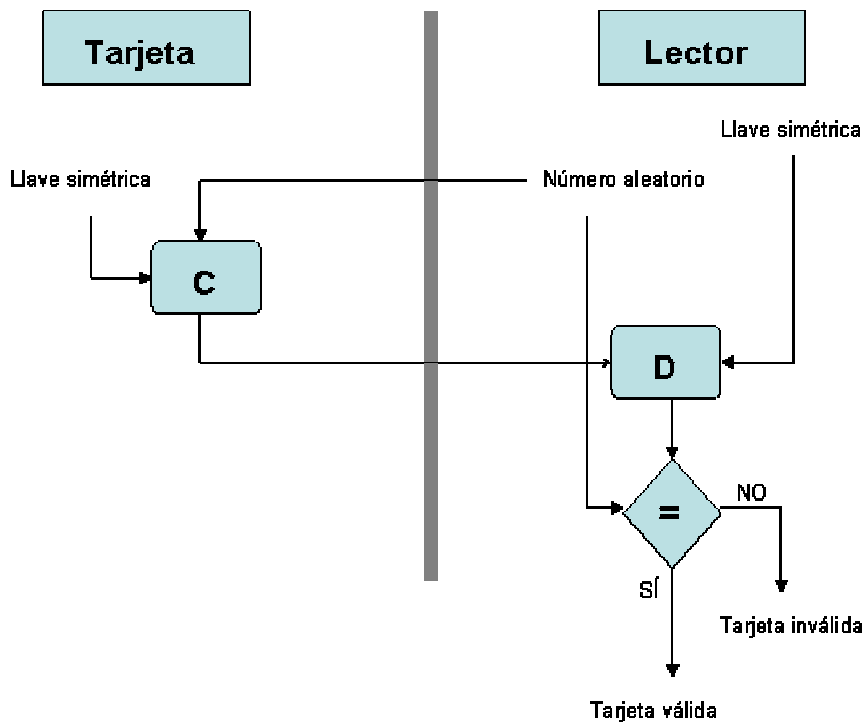 Tarjeta
Lector
Llave simétrica
Llave simétrica
Número aleatorio
C
D
=
NO
SÍ
Tarjeta inválida
Tarjeta válida